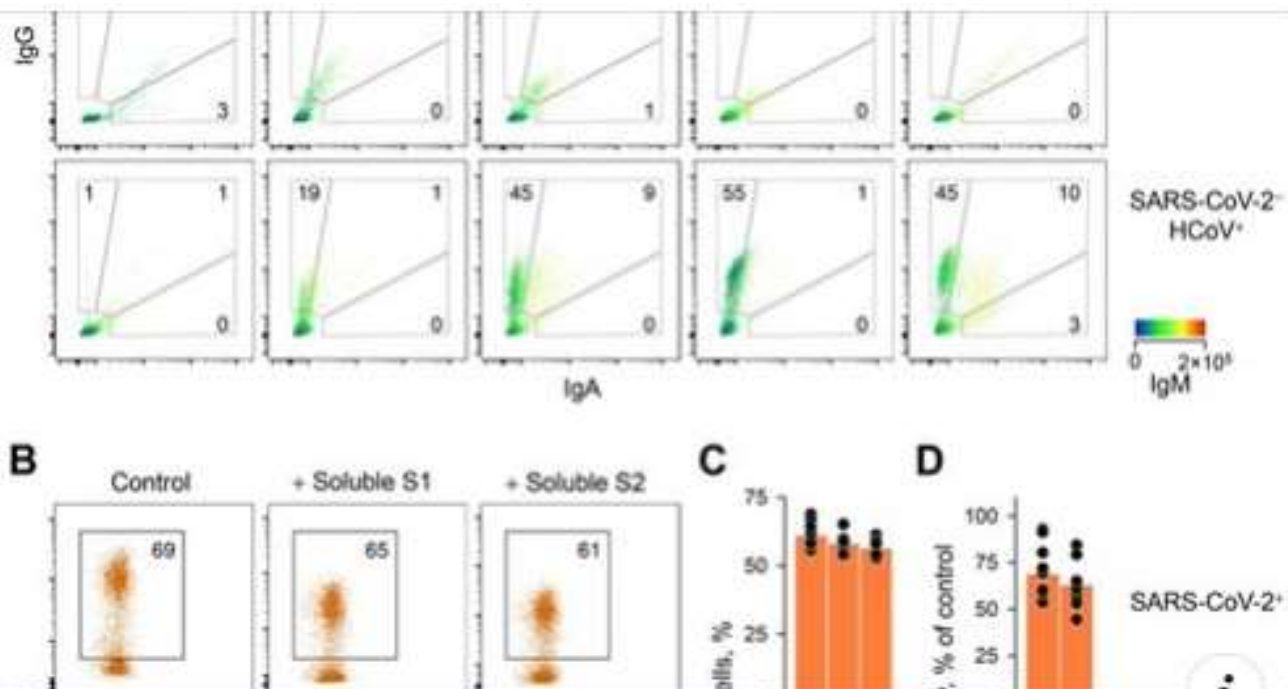 IgG
3 0 1 0 0
1 1 19 1 45 9 55 1 45 10
SARS-CoV-2⁻
HCoV⁺
0 0 0 0 3
0 2×10⁵
IgM
IgA
B
Control + Soluble S1 + Soluble S2
69 65 61
C
75
50
25
%
D
100
75
50
25
% of control
SARS-CoV-2⁺